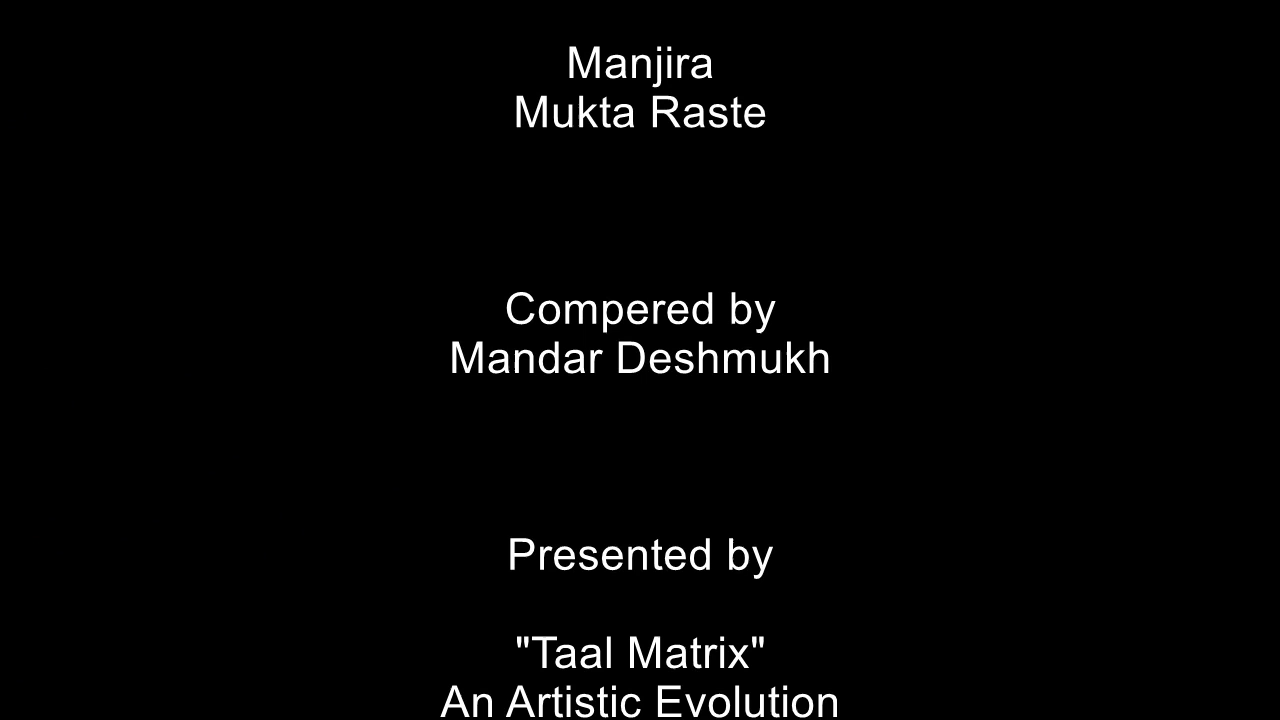 Manjira
Mukta Raste
Compered by
Mandar Deshmukh
Presented by
"Taal Matrix"
An Artistic Evolution